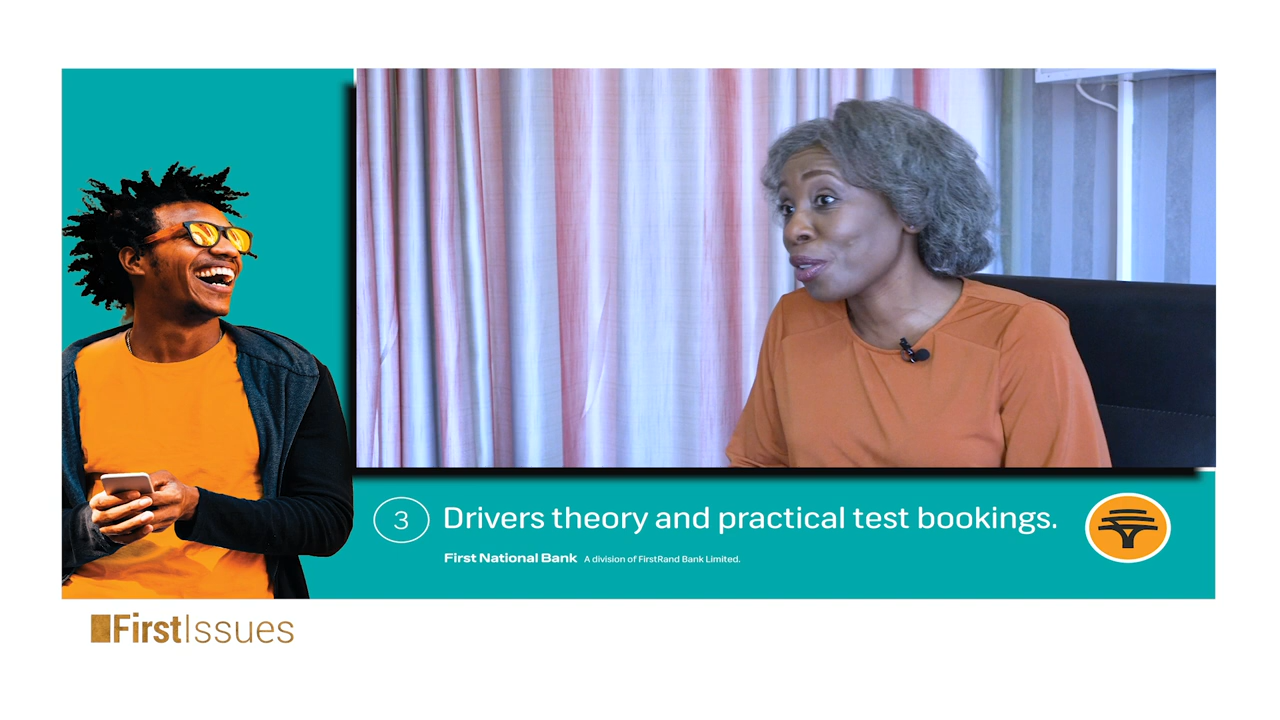 3 Drivers theory and practical test bookings.
First National Bank A division of FirstRand Bank Limited.
FirstIssues